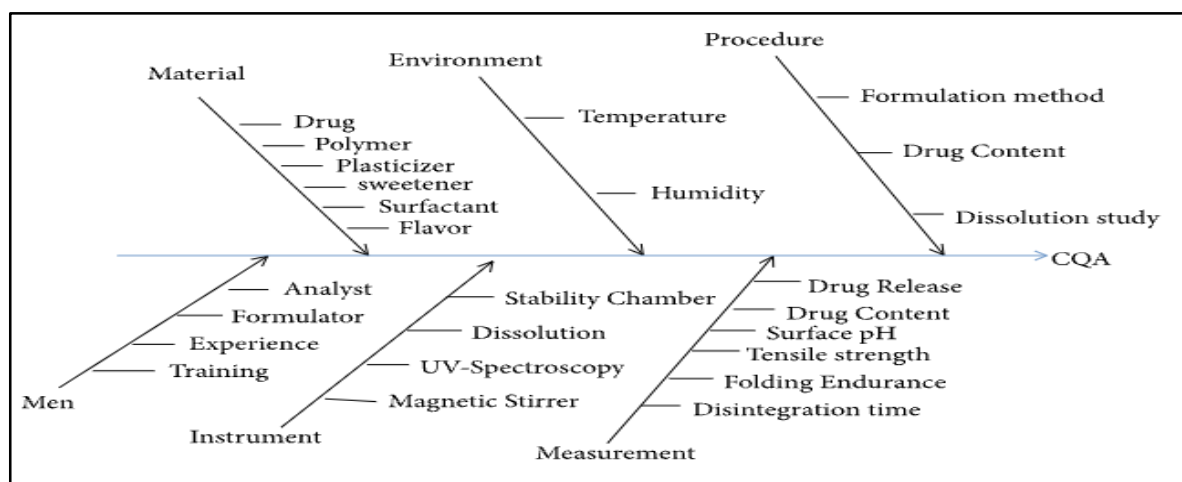 Material
Drug
Polymer
Plasticizer
sweetener
Surfactant
Flavor
Environment
Temperature
Humidity
Procedure
Formulation method
Drug Content
Dissolution study
CQA
Men
Analyst
Formulator
Experience
Training
Instrument
Stability Chamber
Dissolution
UV-Spectroscopy
Magnetic Stirrer
Measurement
Drug Release
Drug Content
Surface pH
Tensile strength
Folding Endurance
Disintegration time